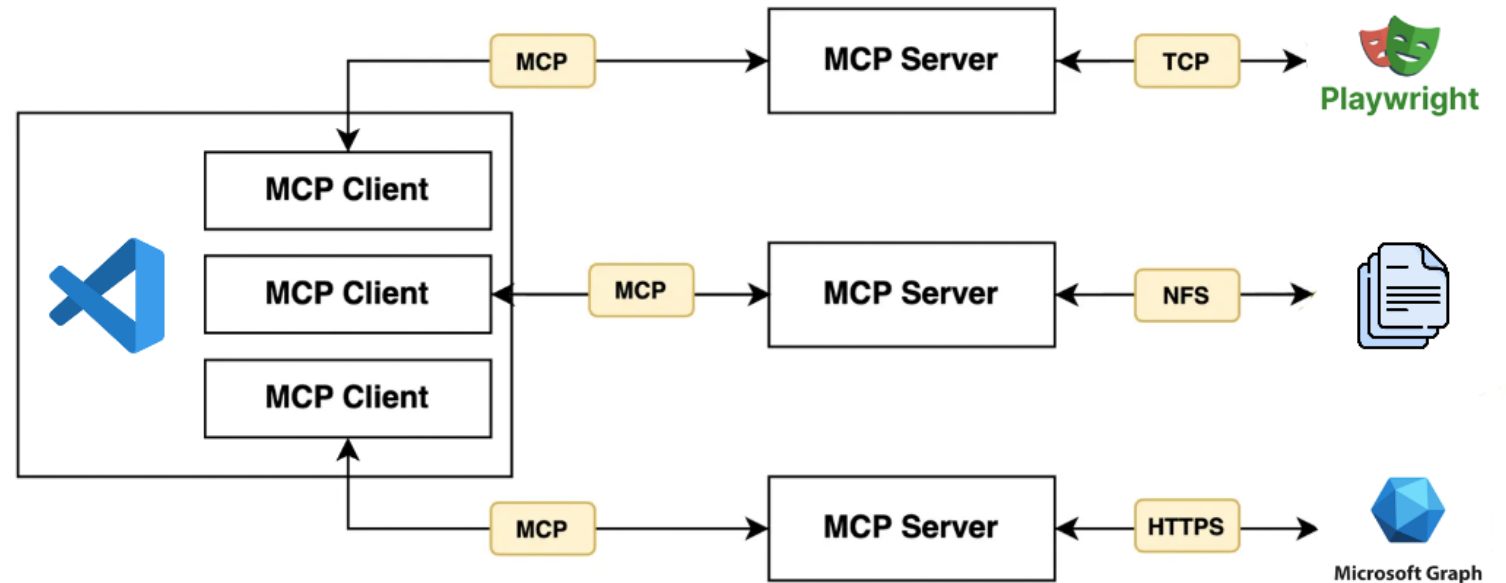 MCP
MCP Server
TCP
Playwright
MCP Client
MCP Client
MCP
MCP Server
NFS
MCP Client
MCP
MCP Server
HTTPS
Microsoft Graph